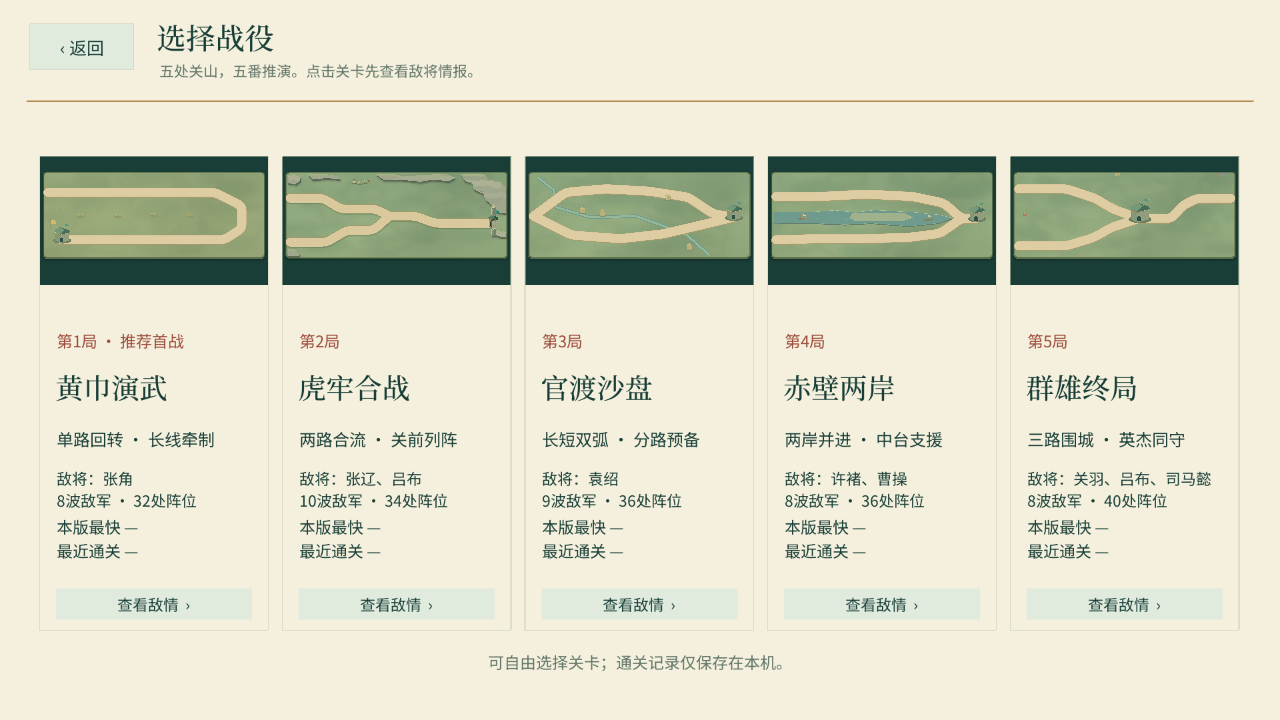 ‹ 返回
选择战役
五处关山，五番推演。点击关卡先查看敌将情报。
第1局 · 推荐首战
黄巾演武
单路回转 · 长线牵制
敌将：张角
8波敌军 · 32处阵位
本版最快 —
最近通关 —
查看敌情 ›
第2局
虎牢合战
两路合流 · 关前列阵
敌将：张辽、吕布
10波敌军 · 34处阵位
本版最快 —
最近通关 —
查看敌情 ›
第3局
官渡沙盘
长短双弧 · 分路预备
敌将：袁绍
9波敌军 · 36处阵位
本版最快 —
最近通关 —
查看敌情 ›
第4局
赤壁两岸
两岸并进 · 中台支援
敌将：许褚、曹操
8波敌军 · 36处阵位
本版最快 —
最近通关 —
查看敌情 ›
第5局
群雄终局
三路围城 · 英杰同守
敌将：关羽、吕布、司马懿
8波敌军 · 40处阵位
本版最快 —
最近通关 —
查看敌情 ›
可自由选择关卡；通关记录仅保存在本机。